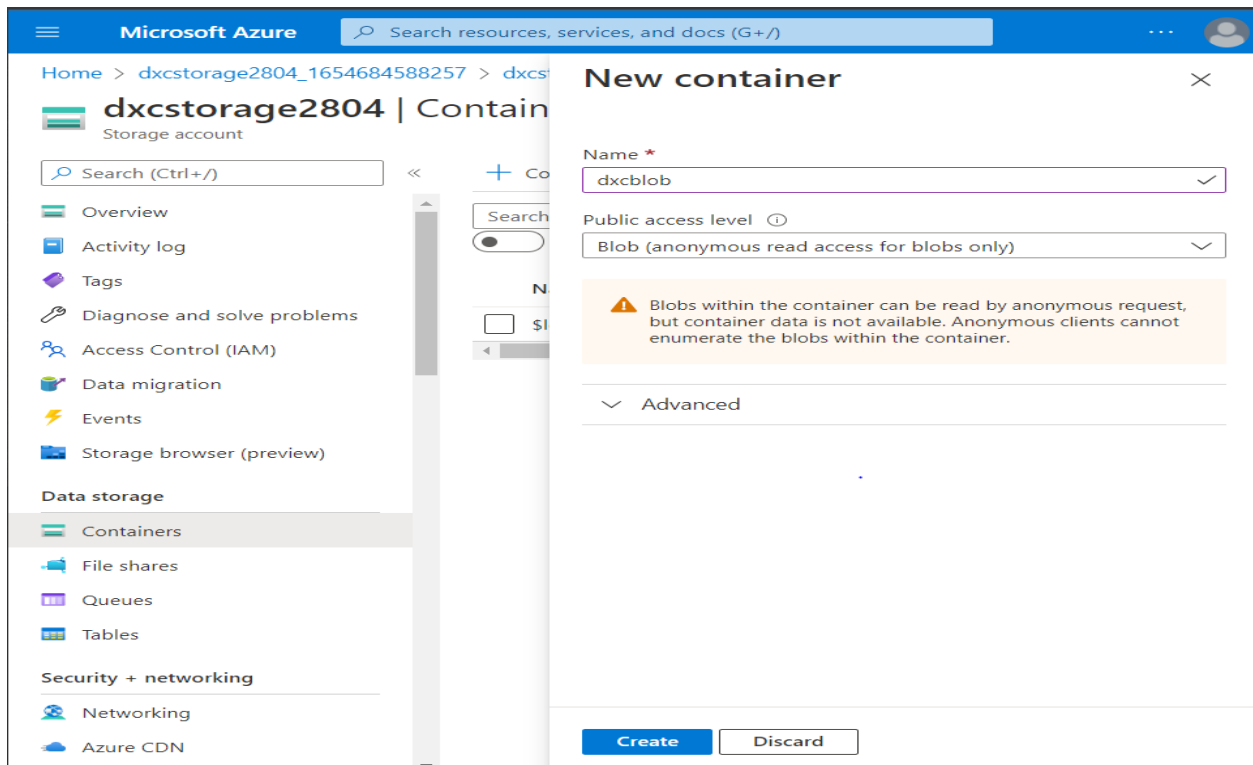 Microsoft Azure
Search resources, services, and docs (G+/)
...
Home > dxcstorage2804_1654684588257 > dxcst
dxcstorage2804 | Contain
Storage account
Search (Ctrl+/)
«
Overview
Activity log
Tags
Diagnose and solve problems
Access Control (IAM)
Data migration
Events
Storage browser (preview)
Data storage
Containers
File shares
Queues
Tables
Security + networking
Networking
Azure CDN
+ Co
Search
N
$l
New container
Name *
dxcblob
Public access level
Blob (anonymous read access for blobs only)
Blobs within the container can be read by anonymous request,
but container data is not available. Anonymous clients cannot
enumerate the blobs within the container.
Advanced
Create
Discard